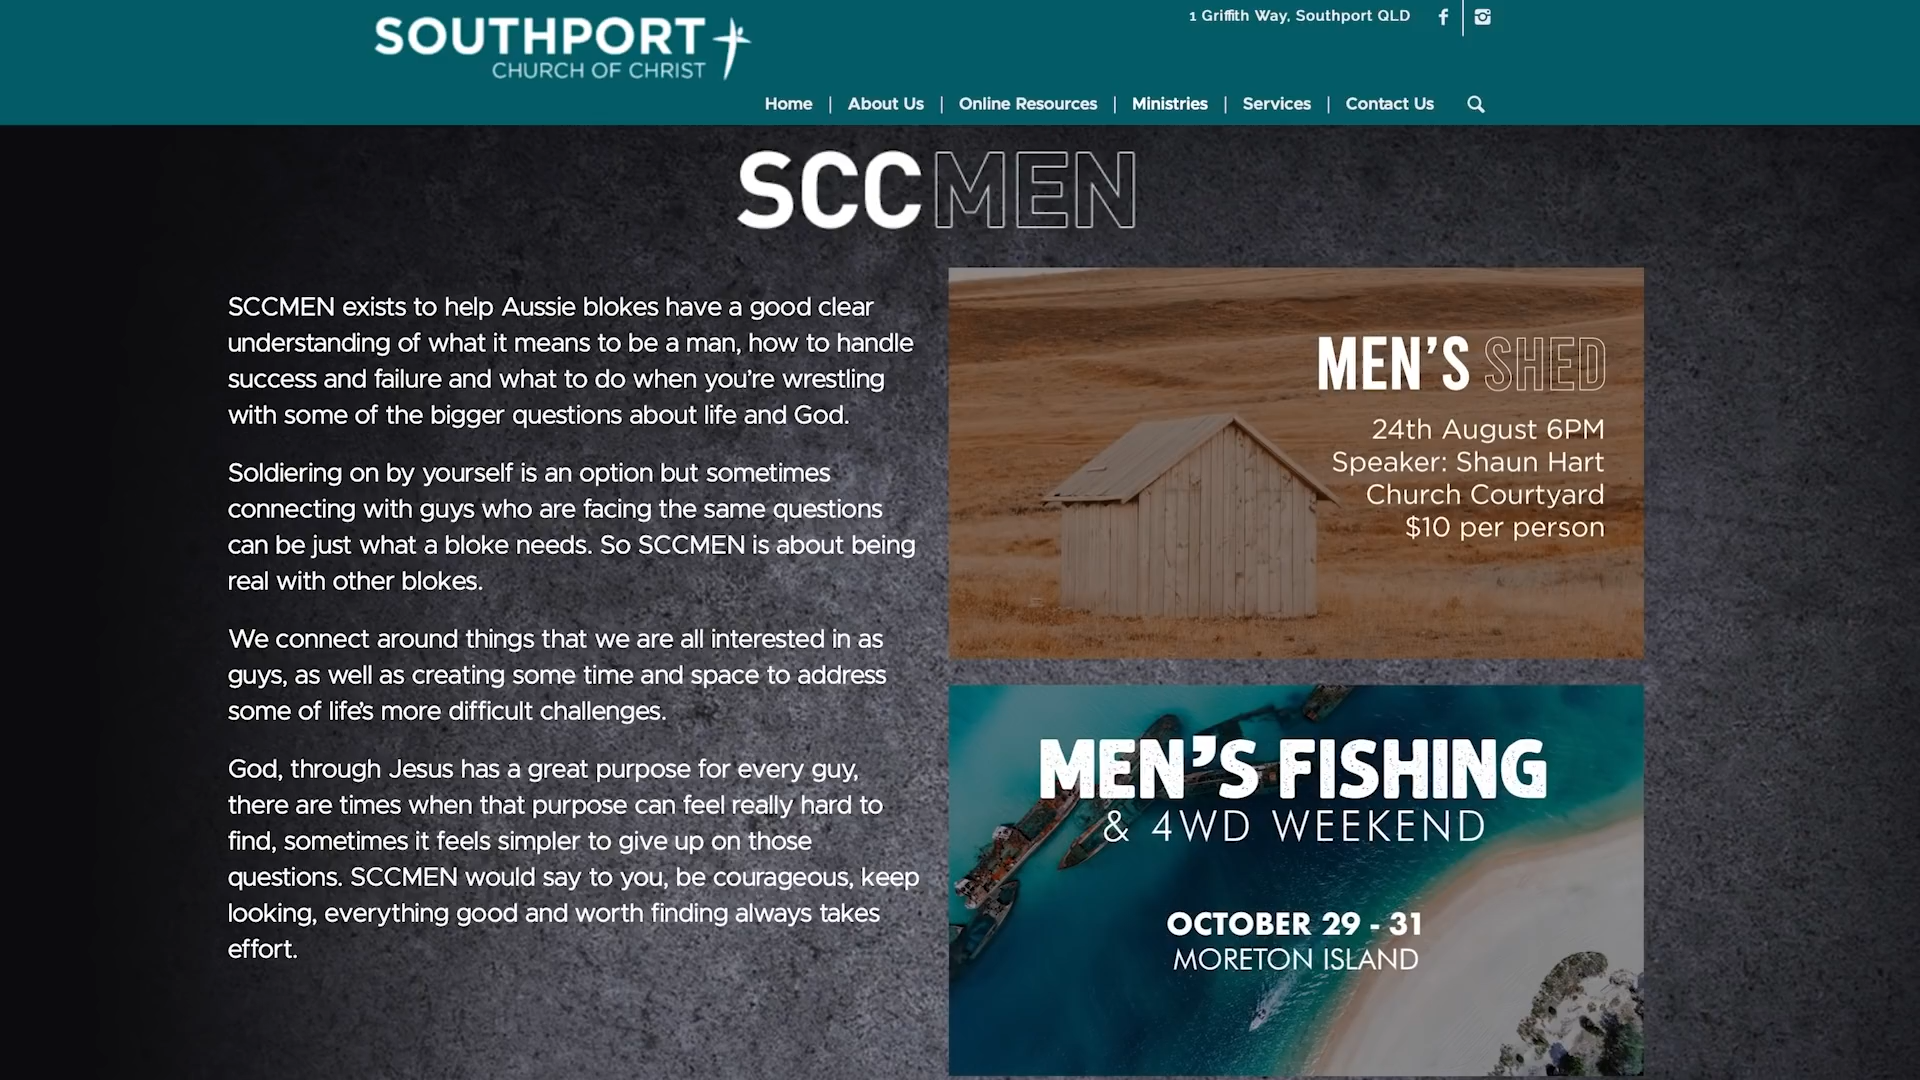 SOUTHPORT
CHURCH OF CHRIST
1 Griffith Way, Southport QLD
Home | About Us | Online Resources | Ministries | Services | Contact Us
SCCMEN
SCCMEN exists to help Aussie blokes have a good clear
understanding of what it means to be a man, how to handle
success and failure and what to do when you’re wrestling
with some of the bigger questions about life and God.
Soldiering on by yourself is an option but sometimes
connecting with guys who are facing the same questions
can be just what a bloke needs. So SCCMEN is about being
real with other blokes.
We connect around things that we are all interested in as
guys, as well as creating some time and space to address
some of life’s more difficult challenges.
God, through Jesus has a great purpose for every guy,
there are times when that purpose can feel really hard to
find, sometimes it feels simpler to give up on those
questions. SCCMEN would say to you, be courageous, keep
looking, everything good and worth finding always takes
effort.
MEN’S SHED
24th August 6PM
Speaker: Shaun Hart
Church Courtyard
$10 per person
MEN’S FISHING
& 4WD WEEKEND
OCTOBER 29 - 31
MORETON ISLAND